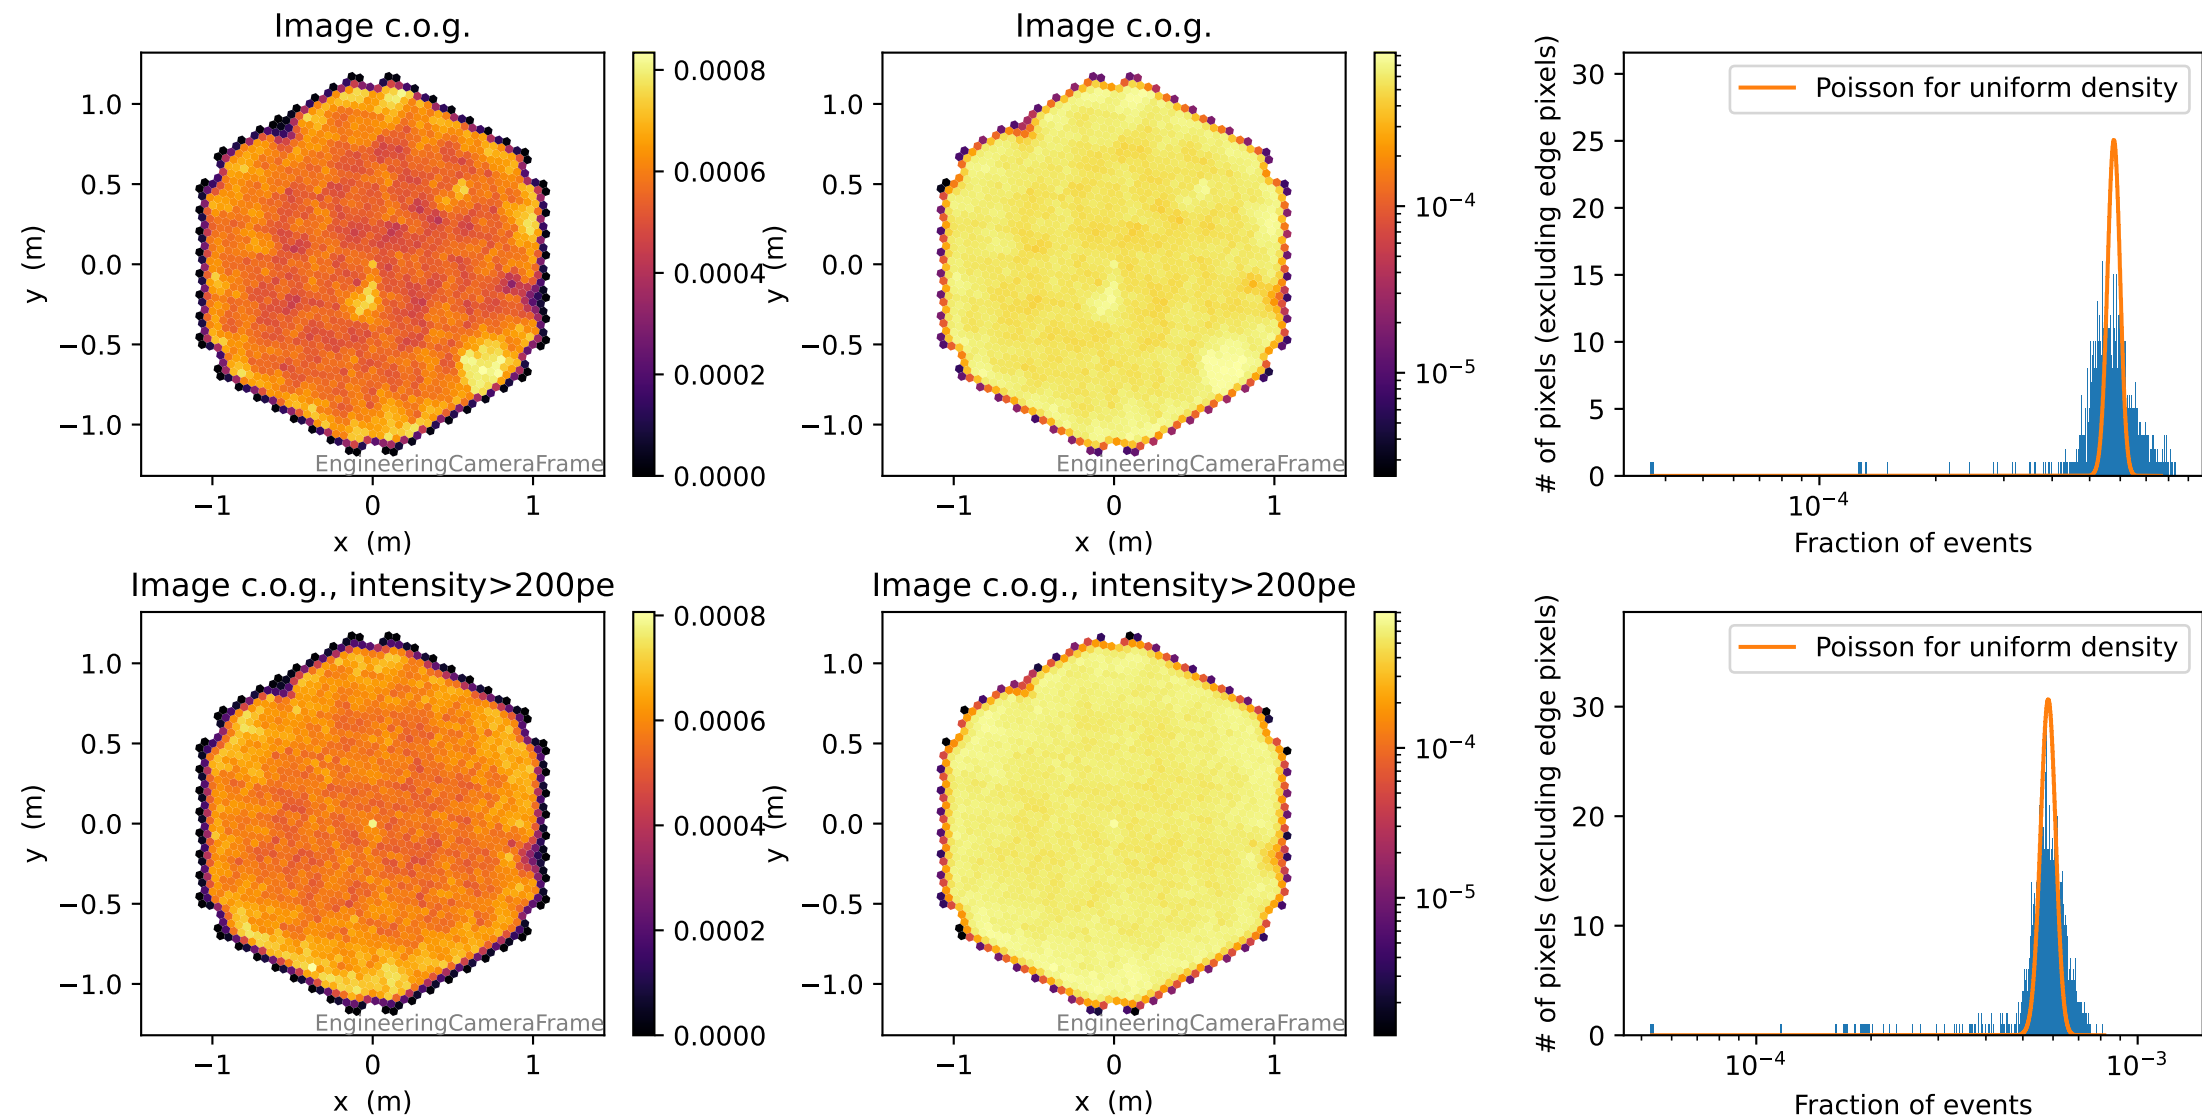 Image c.o.g.
1.0
0.5
0.0
−0.5
−1.0
y (m)
−1
0
1
x (m)
EngineeringCameraFrame
0.0008
0.0006
0.0004
0.0002
0.0000
Image c.o.g.
1.0
0.5
0.0
−0.5
−1.0
y (m)
−1
0
1
x (m)
EngineeringCameraFrame
10−4
10−5
30
25
20
15
10
5
0
# of pixels (excluding edge pixels)
Poisson for uniform density
10−4
Fraction of events
Image c.o.g., intensity>200pe
1.0
0.5
0.0
−0.5
−1.0
y (m)
−1
0
1
x (m)
EngineeringCameraFrame
0.0008
0.0006
0.0004
0.0002
0.0000
Image c.o.g., intensity>200pe
1.0
0.5
0.0
−0.5
−1.0
y (m)
−1
0
1
x (m)
EngineeringCameraFrame
10−4
10−5
30
20
10
0
# of pixels (excluding edge pixels)
Poisson for uniform density
10−4
10−3
Fraction of events